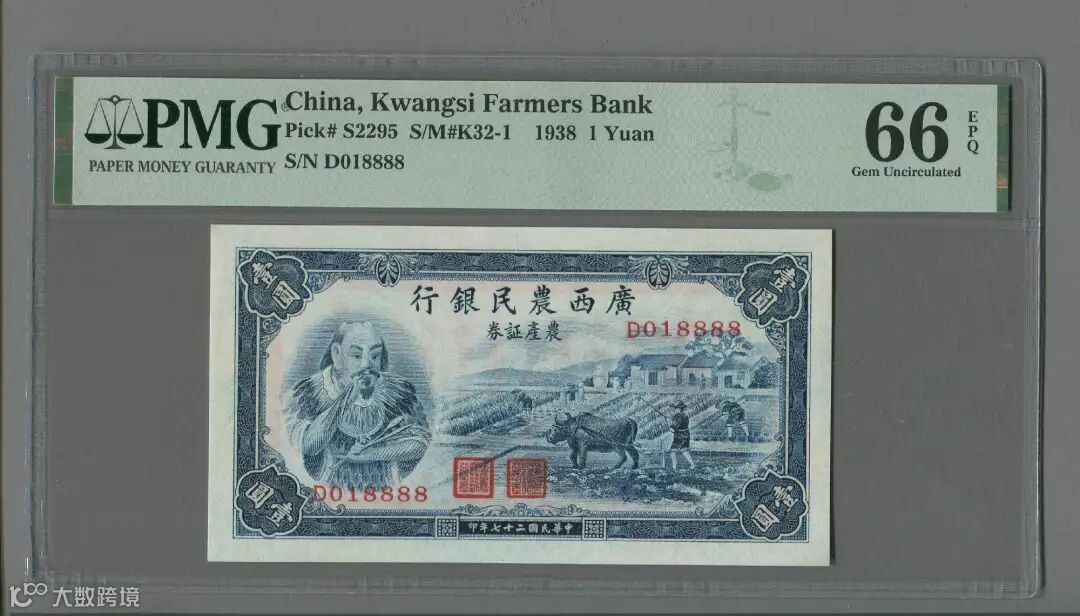 PMG
PAPER MONEY GUARANTY
China, Kwangsi Farmers Bank
Pick# S2295 S/M#K32-1 1938 1 Yuan
S/N D018888
66
EPQ
Gem Uncirculated
壹圓
壹圓
行銀民農西廣
券証產農
D018888
D018888
圓壹
壹圓
印年七十二國民華中
大数跨境